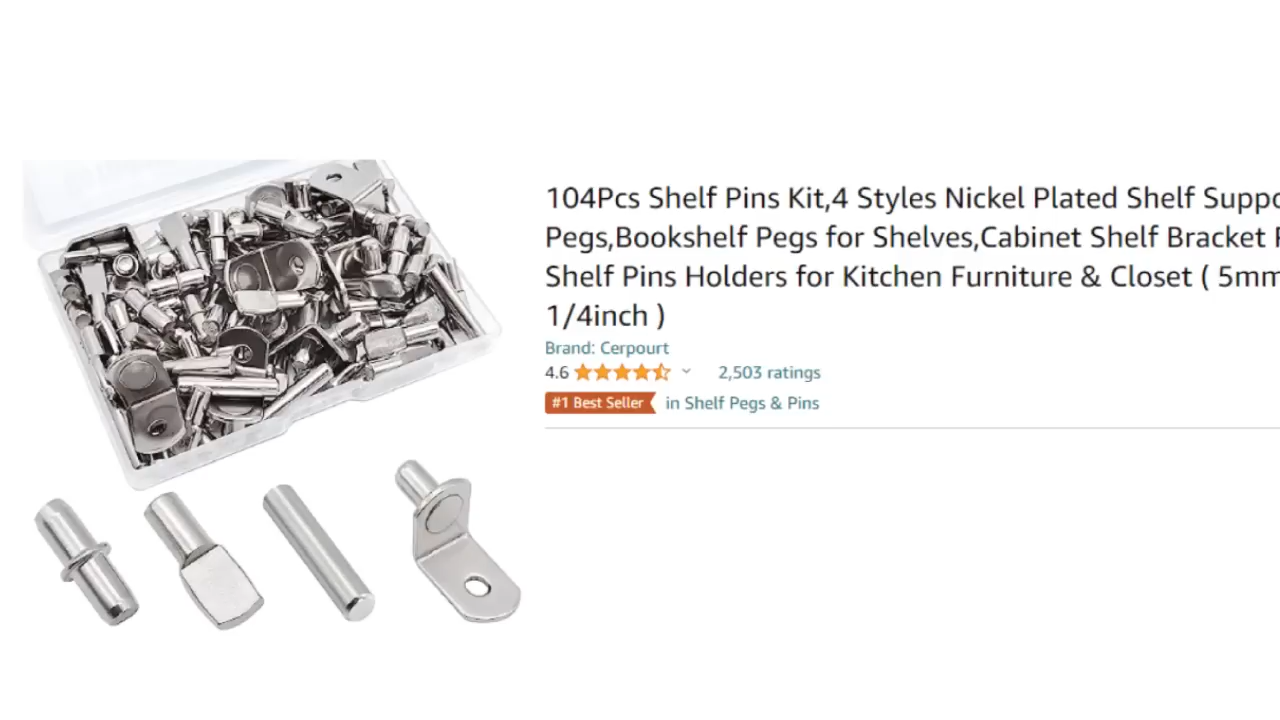 104Pcs Shelf Pins Kit,4 Styles Nickel Plated Shelf
Pegs,Bookshelf Pegs for Shelves,Cabinet Shelf Bracket
Shelf Pins Holders for Kitchen Furniture & Closet ( 
1/4inch )
Brand: Cerpourt
4.6 2,503 ratings
#1 Best Seller in Shelf Pegs & Pins